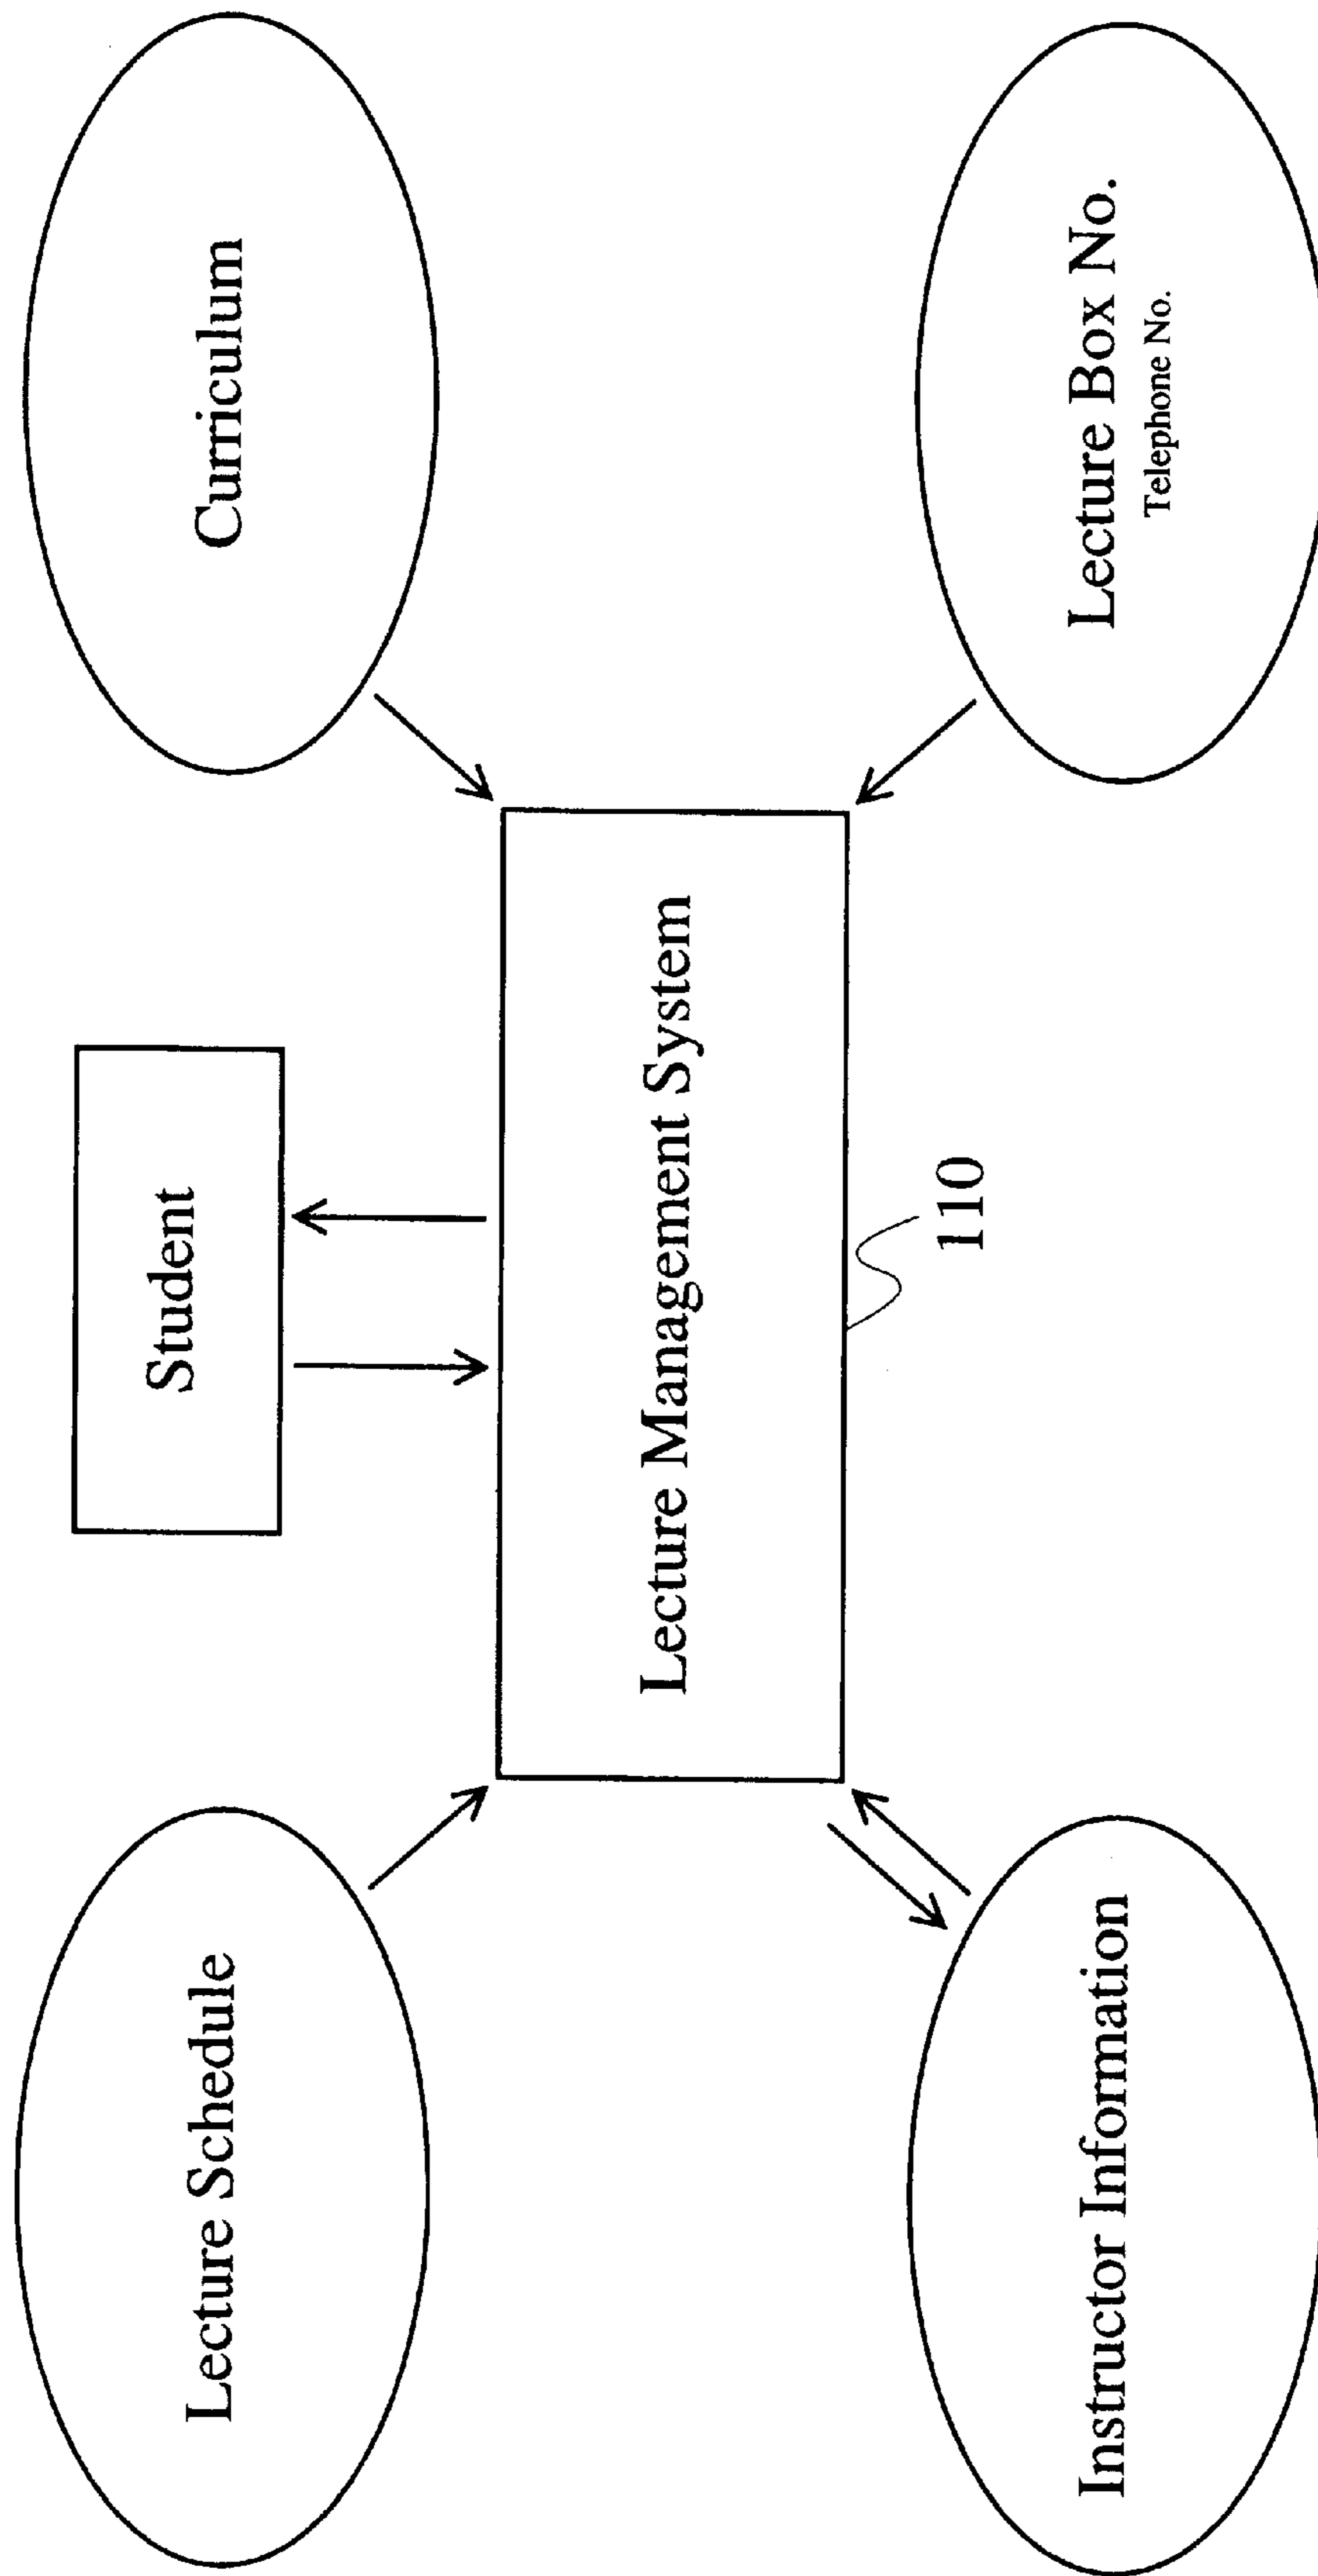 Lecture Schedule
Student
Curriculum
Lecture Management System
110
Instructor Information
Lecture Box No.
Telephone No.